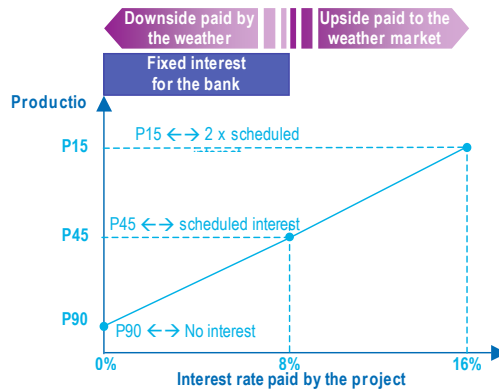 Downside paid by
the weather
Upside paid to the
weather market
Fixed interest
for the bank
Productio
P15 ←→ 2 x scheduled
P15
P45 ←→ scheduled interest
P45
P90
P90 ←→ No interest
0%
8%
16%
Interest rate paid by the project